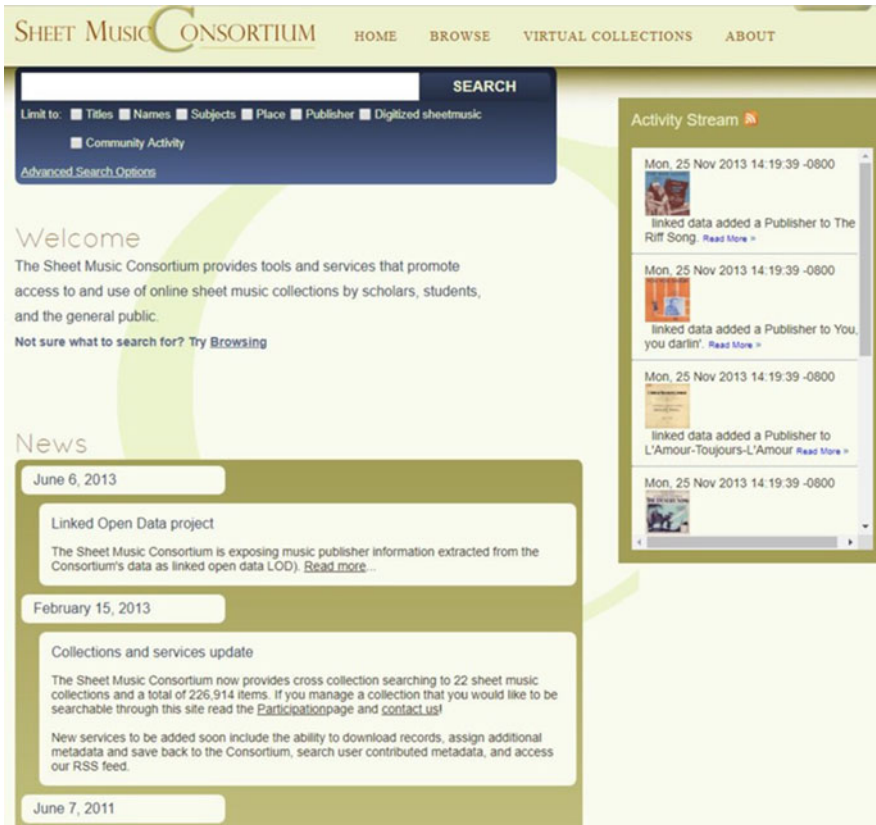 SHEET MUSIC CONSORTIUM
HOME BROWSE VIRTUAL COLLECTIONS ABOUT
SEARCH
Limit to: Titles Names Subjects Place Publisher Digitized sheetmusic
Community Activity
Advanced Search Options
Welcome
The Sheet Music Consortium provides tools and services that promote
access to and use of online sheet music collections by scholars, students,
and the general public.
Not sure what to search for? Try Browsing
News
June 6, 2013
Linked Open Data project
The Sheet Music Consortium is exposing music publisher information extracted from the
Consortium's data as linked open data LOD). Read more...
February 15, 2013
Collections and services update
The Sheet Music Consortium now provides cross collection searching to 22 sheet music
collections and a total of 226,914 items. If you manage a collection that you would like to be
searchable through this site read the Participationpage and contact us!
New services to be added soon include the ability to download records, assign additional
metadata and save back to the Consortium, search user contributed metadata, and access
our RSS feed.
June 7, 2011
Activity Stream
Mon, 25 Nov 2013 14:19:39 -0800
linked data added a Publisher to The
Riff Song. Read More »
Mon, 25 Nov 2013 14:19:39 -0800
linked data added a Publisher to You,
you darlin'. Read More »
Mon, 25 Nov 2013 14:19:39 -0800
linked data added a Publisher to
L'Amour-Toujours-L'Amour Read More »
Mon, 25 Nov 2013 14:19:39 -0800